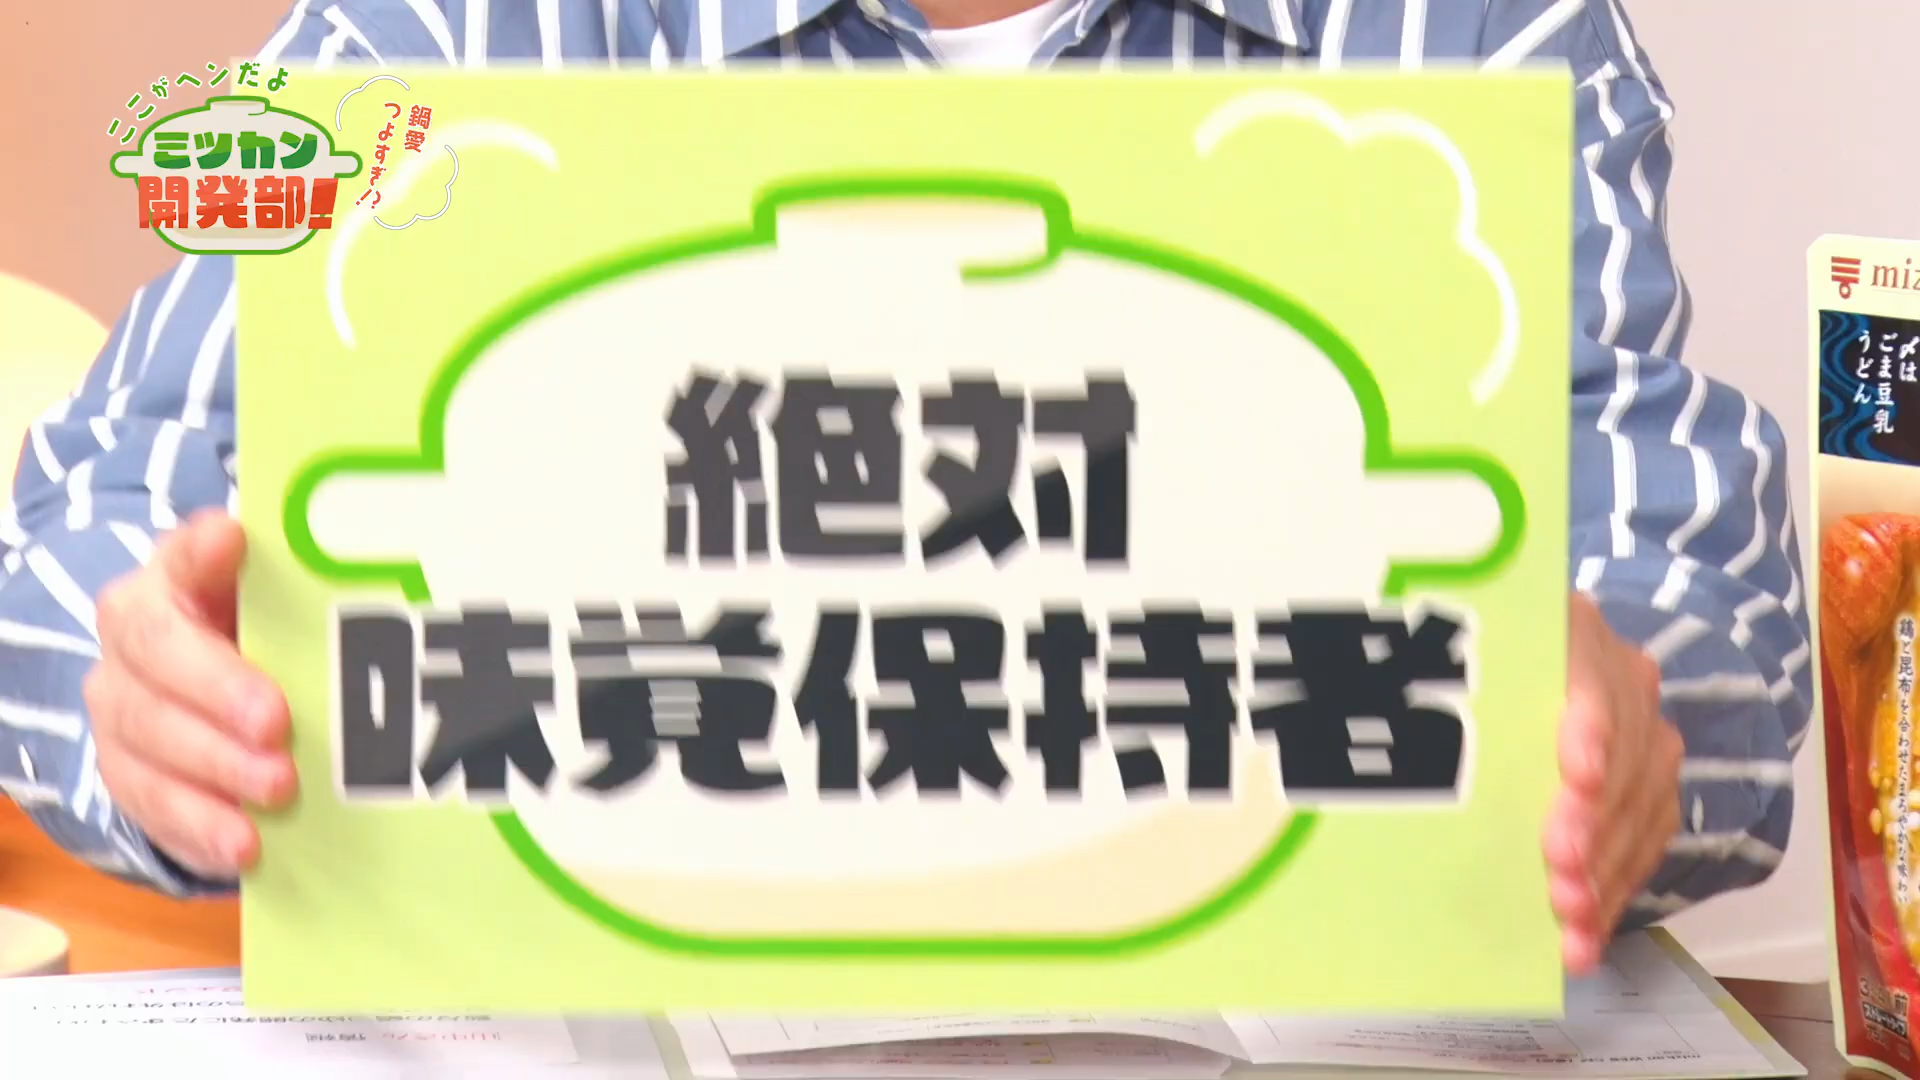 ここがヘンだよ
ミツカン
開発部!
鍋愛
つよすぎ!?
絶対
味覚保持者
〆は
ごま豆乳
うどん
鶏と昆布を合わせたまろやかな味わい